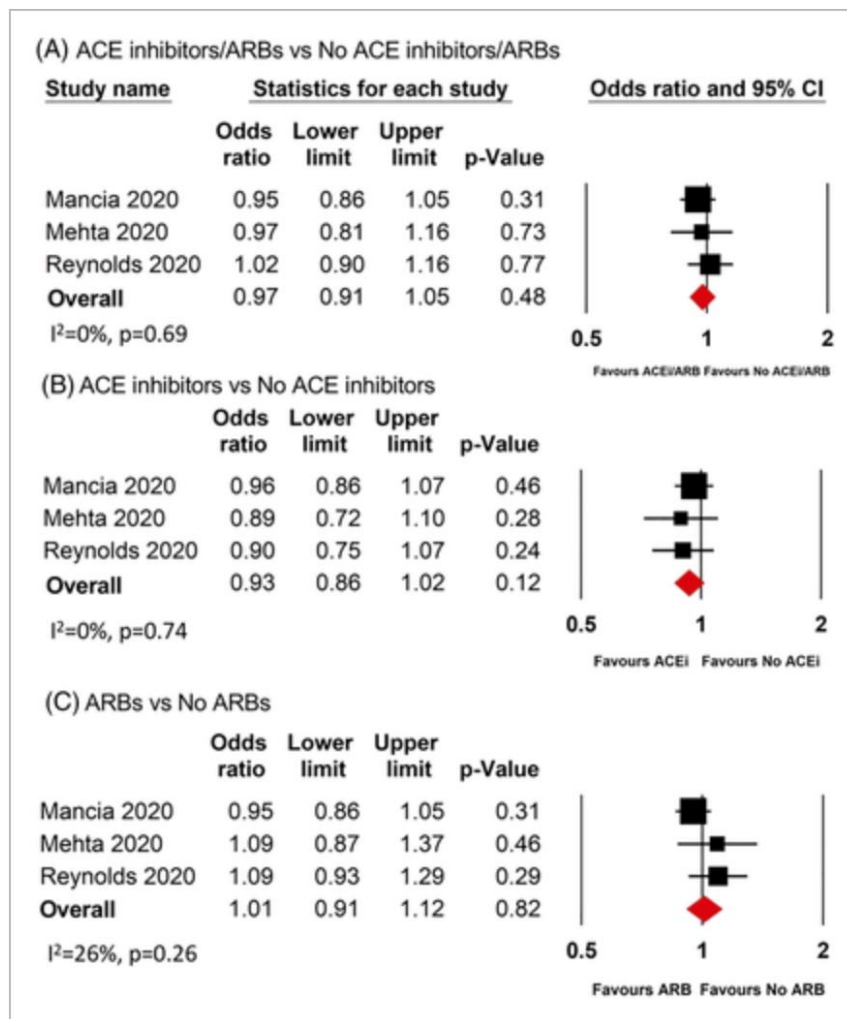 (A) ACE inhibitors/ARBs vs No ACE inhibitors/ARBs
Study name Statistics for each study Odds ratio and 95% CI
Odds Lower Upper
ratio limit limit p-Value
Mancia 2020 0.95 0.86 1.05 0.31
Mehta 2020 0.97 0.81 1.16 0.73
Reynolds 2020 1.02 0.90 1.16 0.77
Overall 0.97 0.91 1.05 0.48
I²=0%, p=0.69
0.5 1 2
Favours ACEi/ARB Favours No ACEi/ARB
(B) ACE inhibitors vs No ACE inhibitors
Odds Lower Upper
ratio limit limit p-Value
Mancia 2020 0.96 0.86 1.07 0.46
Mehta 2020 0.89 0.72 1.10 0.28
Reynolds 2020 0.90 0.75 1.07 0.24
Overall 0.93 0.86 1.02 0.12
I²=0%, p=0.74
0.5 1 2
Favours ACEi Favours No ACEi
(C) ARBs vs No ARBs
Odds Lower Upper
ratio limit limit p-Value
Mancia 2020 0.95 0.86 1.05 0.31
Mehta 2020 1.09 0.87 1.37 0.46
Reynolds 2020 1.09 0.93 1.29 0.29
Overall 1.01 0.91 1.12 0.82
I²=26%, p=0.26
0.5 1 2
Favours ARB Favours No ARB